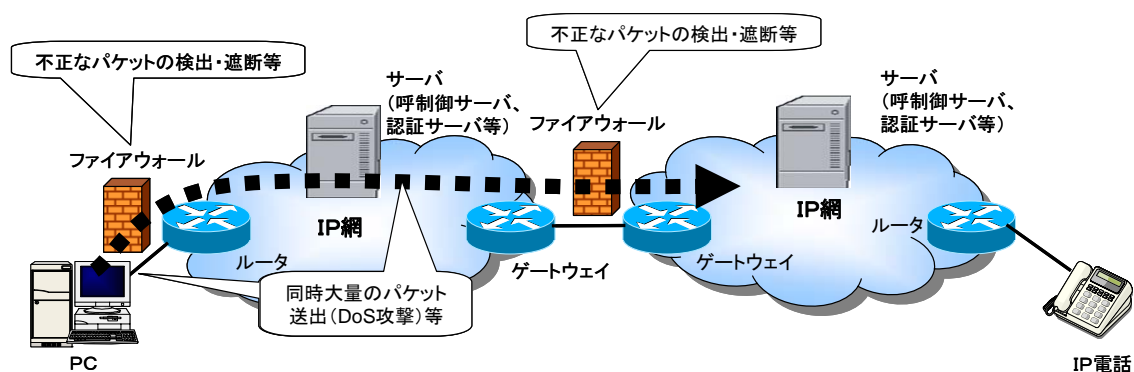 不正なパケットの検出・遮断等
不正なパケットの検出・遮断等
サーバ
(呼制御サーバ、
認証サーバ等)
サーバ
(呼制御サーバ、
認証サーバ等)
ファイアウォール
ファイアウォール
IP網
IP網
ルータ
ルータ
ゲートウェイ
ゲートウェイ
同時大量のパケット
送出(DoS攻撃)等
PC
IP電話